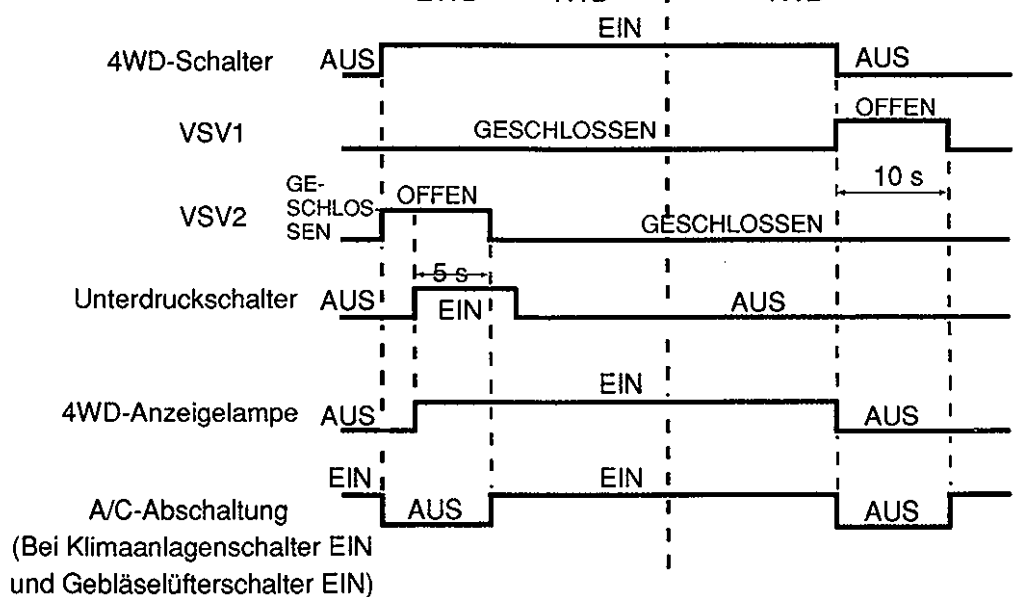 EIN
4WD-Schalter AUS AUS
OFFEN
VSV1 GESCHLOSSEN
10 s
GE-
SCHLOS-
SEN
OFFEN
VSV2 GESCHLOSSEN
5 s
Unterdruckschalter AUS EIN AUS
EIN
4WD-Anzeigelampe AUS AUS
EIN EIN
A/C-Abschaltung AUS AUS
(Bei Klimaanlagenschalter EIN
und Gebläselüfterschalter EIN)